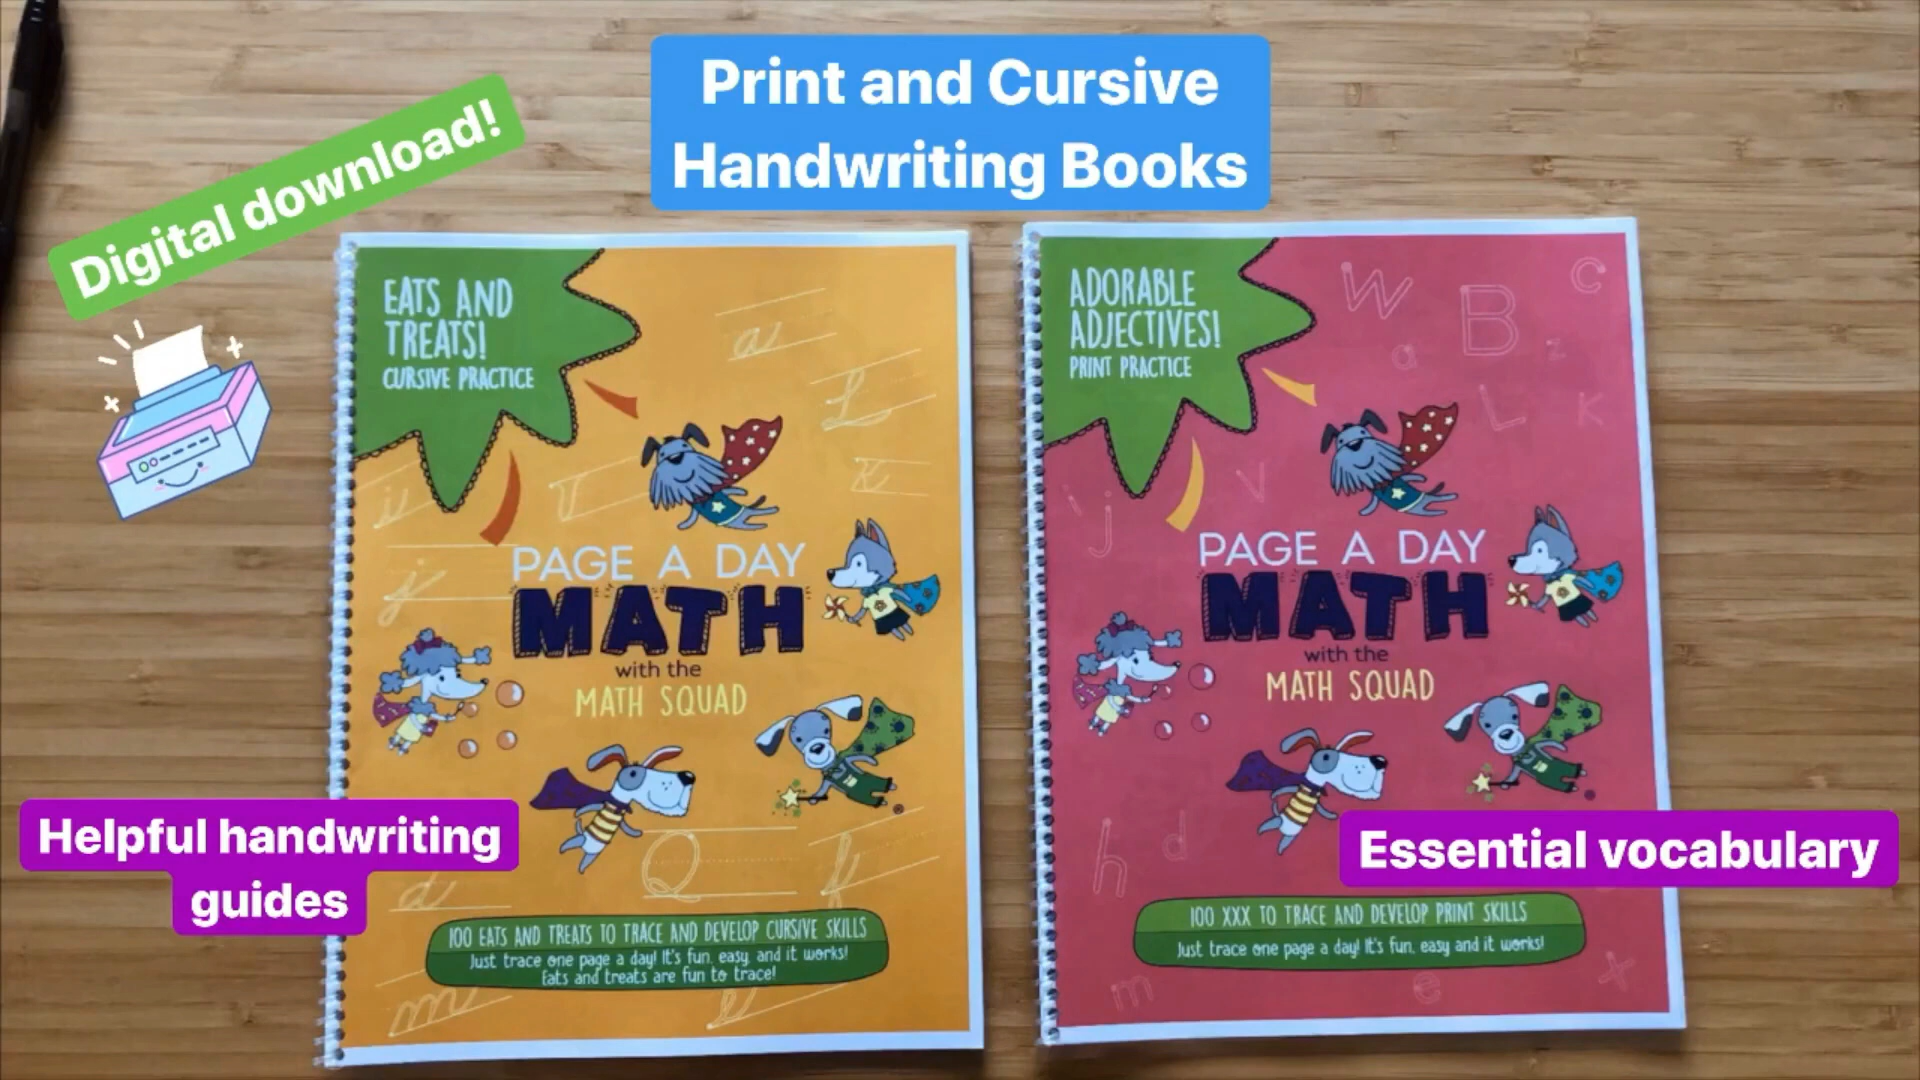 Print and Cursive
Handwriting Books
Digital download!
EATS AND
TREATS!
CURSIVE PRACTICE
a
L
i
v
k
PAGE A DAY
MATH
with the
MATH SQUAD
j
Q
f
d
100 EATS AND TREATS TO TRACE AND DEVELOP CURSIVE SKILLS
Just trace one page a day! It's fun, easy, and it works!
Eats and treats are fun to trace!
m
ADORABLE
ADJECTIVES!
PRINT PRACTICE
W
B
C
a
z
L
K
V
i
j
PAGE A DAY
MATH
with the
MATH SQUAD
h
d
100 XXX TO TRACE AND DEVELOP PRINT SKILLS
Just trace one page a day! It's fun, easy and it works!
m
e
Helpful handwriting
guides
Essential vocabulary